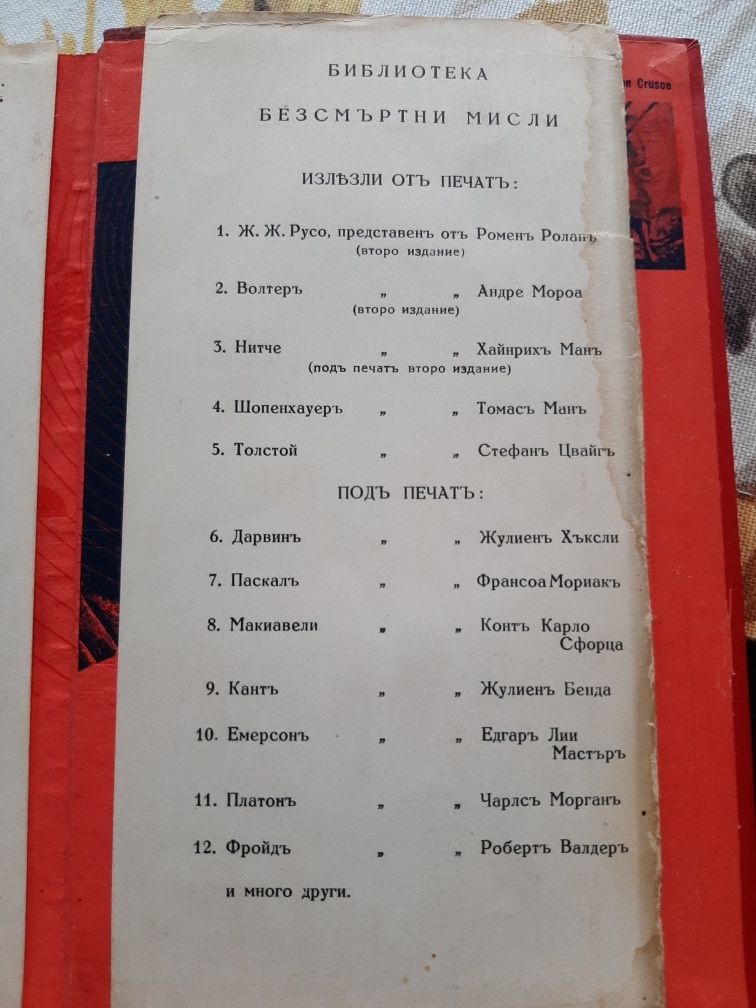 n Crusoe
БИБЛИОТЕКА
БЕЗСМЪРТНИ МИСЛИ
ИЗЛѢЗЛИ ОТЪ ПЕЧАТЪ:
1. Ж. Ж. Русо, представенъ отъ Роменъ Роланъ
(второ издание)
2. Волтеръ „ „ Андре Мороа
(второ издание)
3. Нитче „ „ Хайнрихъ Манъ
(подъ печатъ второ издание)
4. Шопенхауеръ „ „ Томасъ Манъ
5. Толстой „ „ Стефанъ Цвайгъ
ПОДЪ ПЕЧАТЪ:
6. Дарвинъ „ „ Жулиенъ Хъксли
7. Паскалъ „ „ Франсоа Мориакъ
8. Макиавели „ „ Контъ Карло
Сфорца
9. Кантъ „ „ Жулиенъ Бенда
10. Емерсонъ „ „ Едгаръ Лии
Мастъръ
11. Платонъ „ „ Чарлсъ Морганъ
12. Фройдъ „ „ Робертъ Валдеръ
и много други.